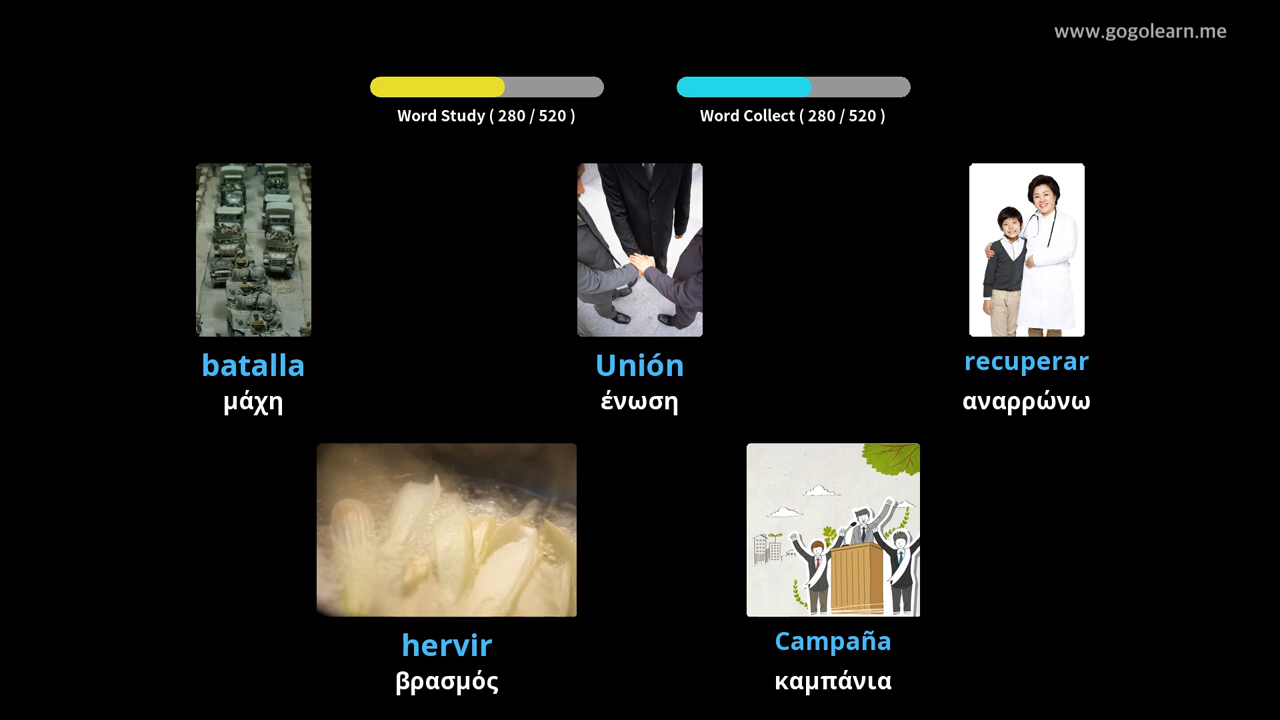 www.gogolearn.me
Word Study ( 280 / 520 )
Word Collect ( 280 / 520 )
batalla
μάχη
Unión
ένωση
recuperar
αναρρώνω
hervir
βρασμός
Campaña
καμπάνια